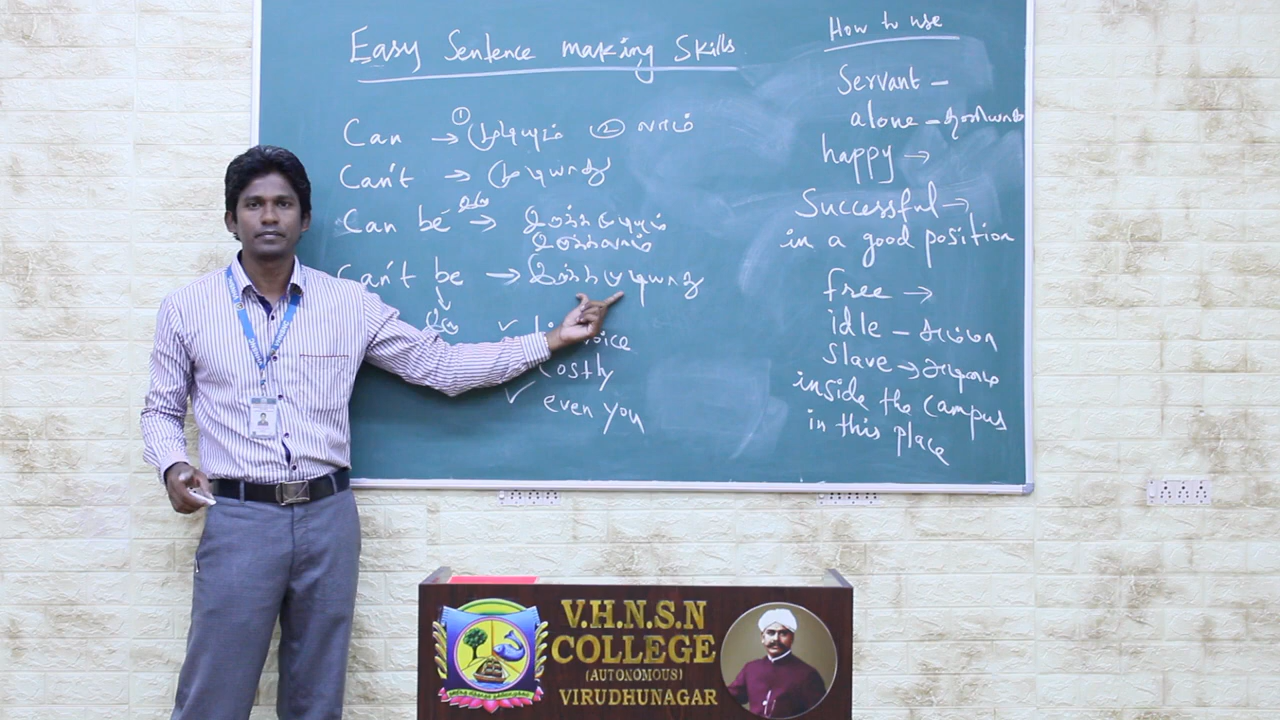 Easy Sentence making Skills
Can → ① முடியும் ② லாம்
Can't → முடியாது
Can be → இருக்க முடியும்
இருக்கலாம்
Can't be → இருக்க முடியாது
costly
even you
How to use
Servant –
alone – தனியாக
happy →
Successful →
in a good position
free →
idle – சும்மா
Slave → அடிமை
inside the campus
in this place
V.H.N.S.N
COLLEGE
(AUTONOMOUS)
VIRUDHUNAGAR